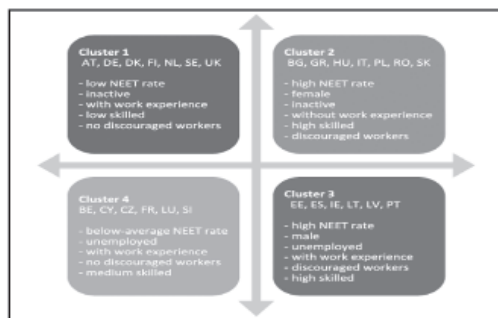 Cluster 1
AT, DE, DK, FI, NL, SE, UK
- low NEET rate
- inactive
- with work experience
- low skilled
- no discouraged workers
Cluster 2
BG, GR, HU, IT, PL, RO, SK
- high NEET rate
- female
- inactive
- without work experience
- high skilled
- discouraged workers
Cluster 4
BE, CY, CZ, FR, LU, SI
- below-average NEET rate
- unemployed
- with work experience
- no discouraged workers
- medium skilled
Cluster 3
EE, ES, IE, LT, LV, PT
- high NEET rate
- male
- unemployed
- with work experience
- discouraged workers
- high skilled